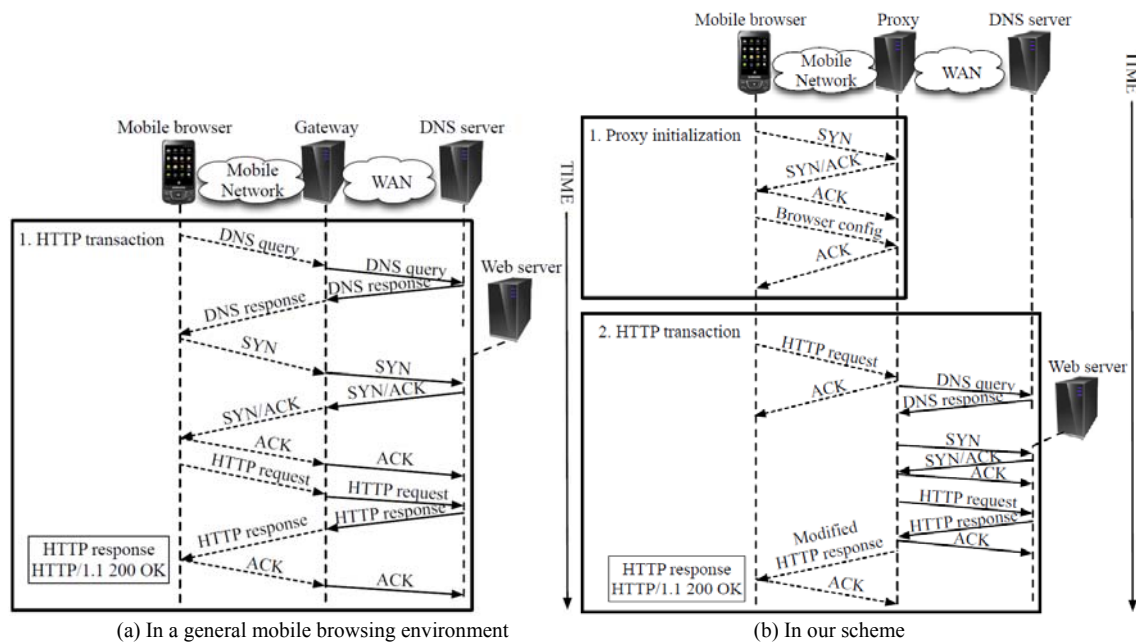 Mobile browser
Gateway
DNS server
Mobile
Network
WAN
TIME
1. HTTP transaction
DNS query
DNS query
DNS response
DNS response
Web server
SYN
SYN
SYN/ACK
SYN/ACK
ACK
ACK
HTTP request
HTTP request
HTTP response
HTTP response
HTTP response
HTTP/1.1 200 OK
ACK
ACK
(a) In a general mobile browsing environment
Mobile browser
Proxy
DNS server
Mobile
Network
WAN
TIME
1. Proxy initialization
SYN
SYN/ACK
ACK
Browser config
ACK
2. HTTP transaction
HTTP request
ACK
DNS query
DNS response
Web server
SYN
SYN/ACK
ACK
HTTP request
HTTP response
ACK
Modified
HTTP response
HTTP response
HTTP/1.1 200 OK
ACK
(b) In our scheme